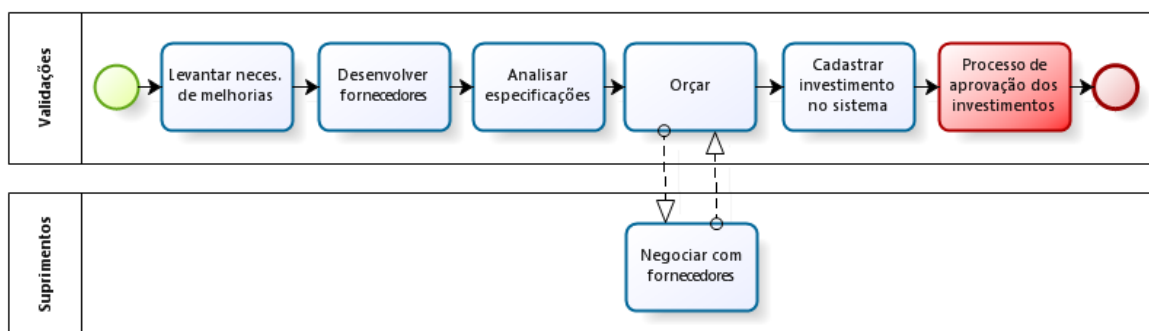 Validações
Levantar neces.
de melhorias
Desenvolver
fornecedores
Analisar
especificações
Orçar
Cadastrar
investimento
no sistema
Processo de
aprovação dos
investimentos
Suprimentos
Negociar com
fornecedores